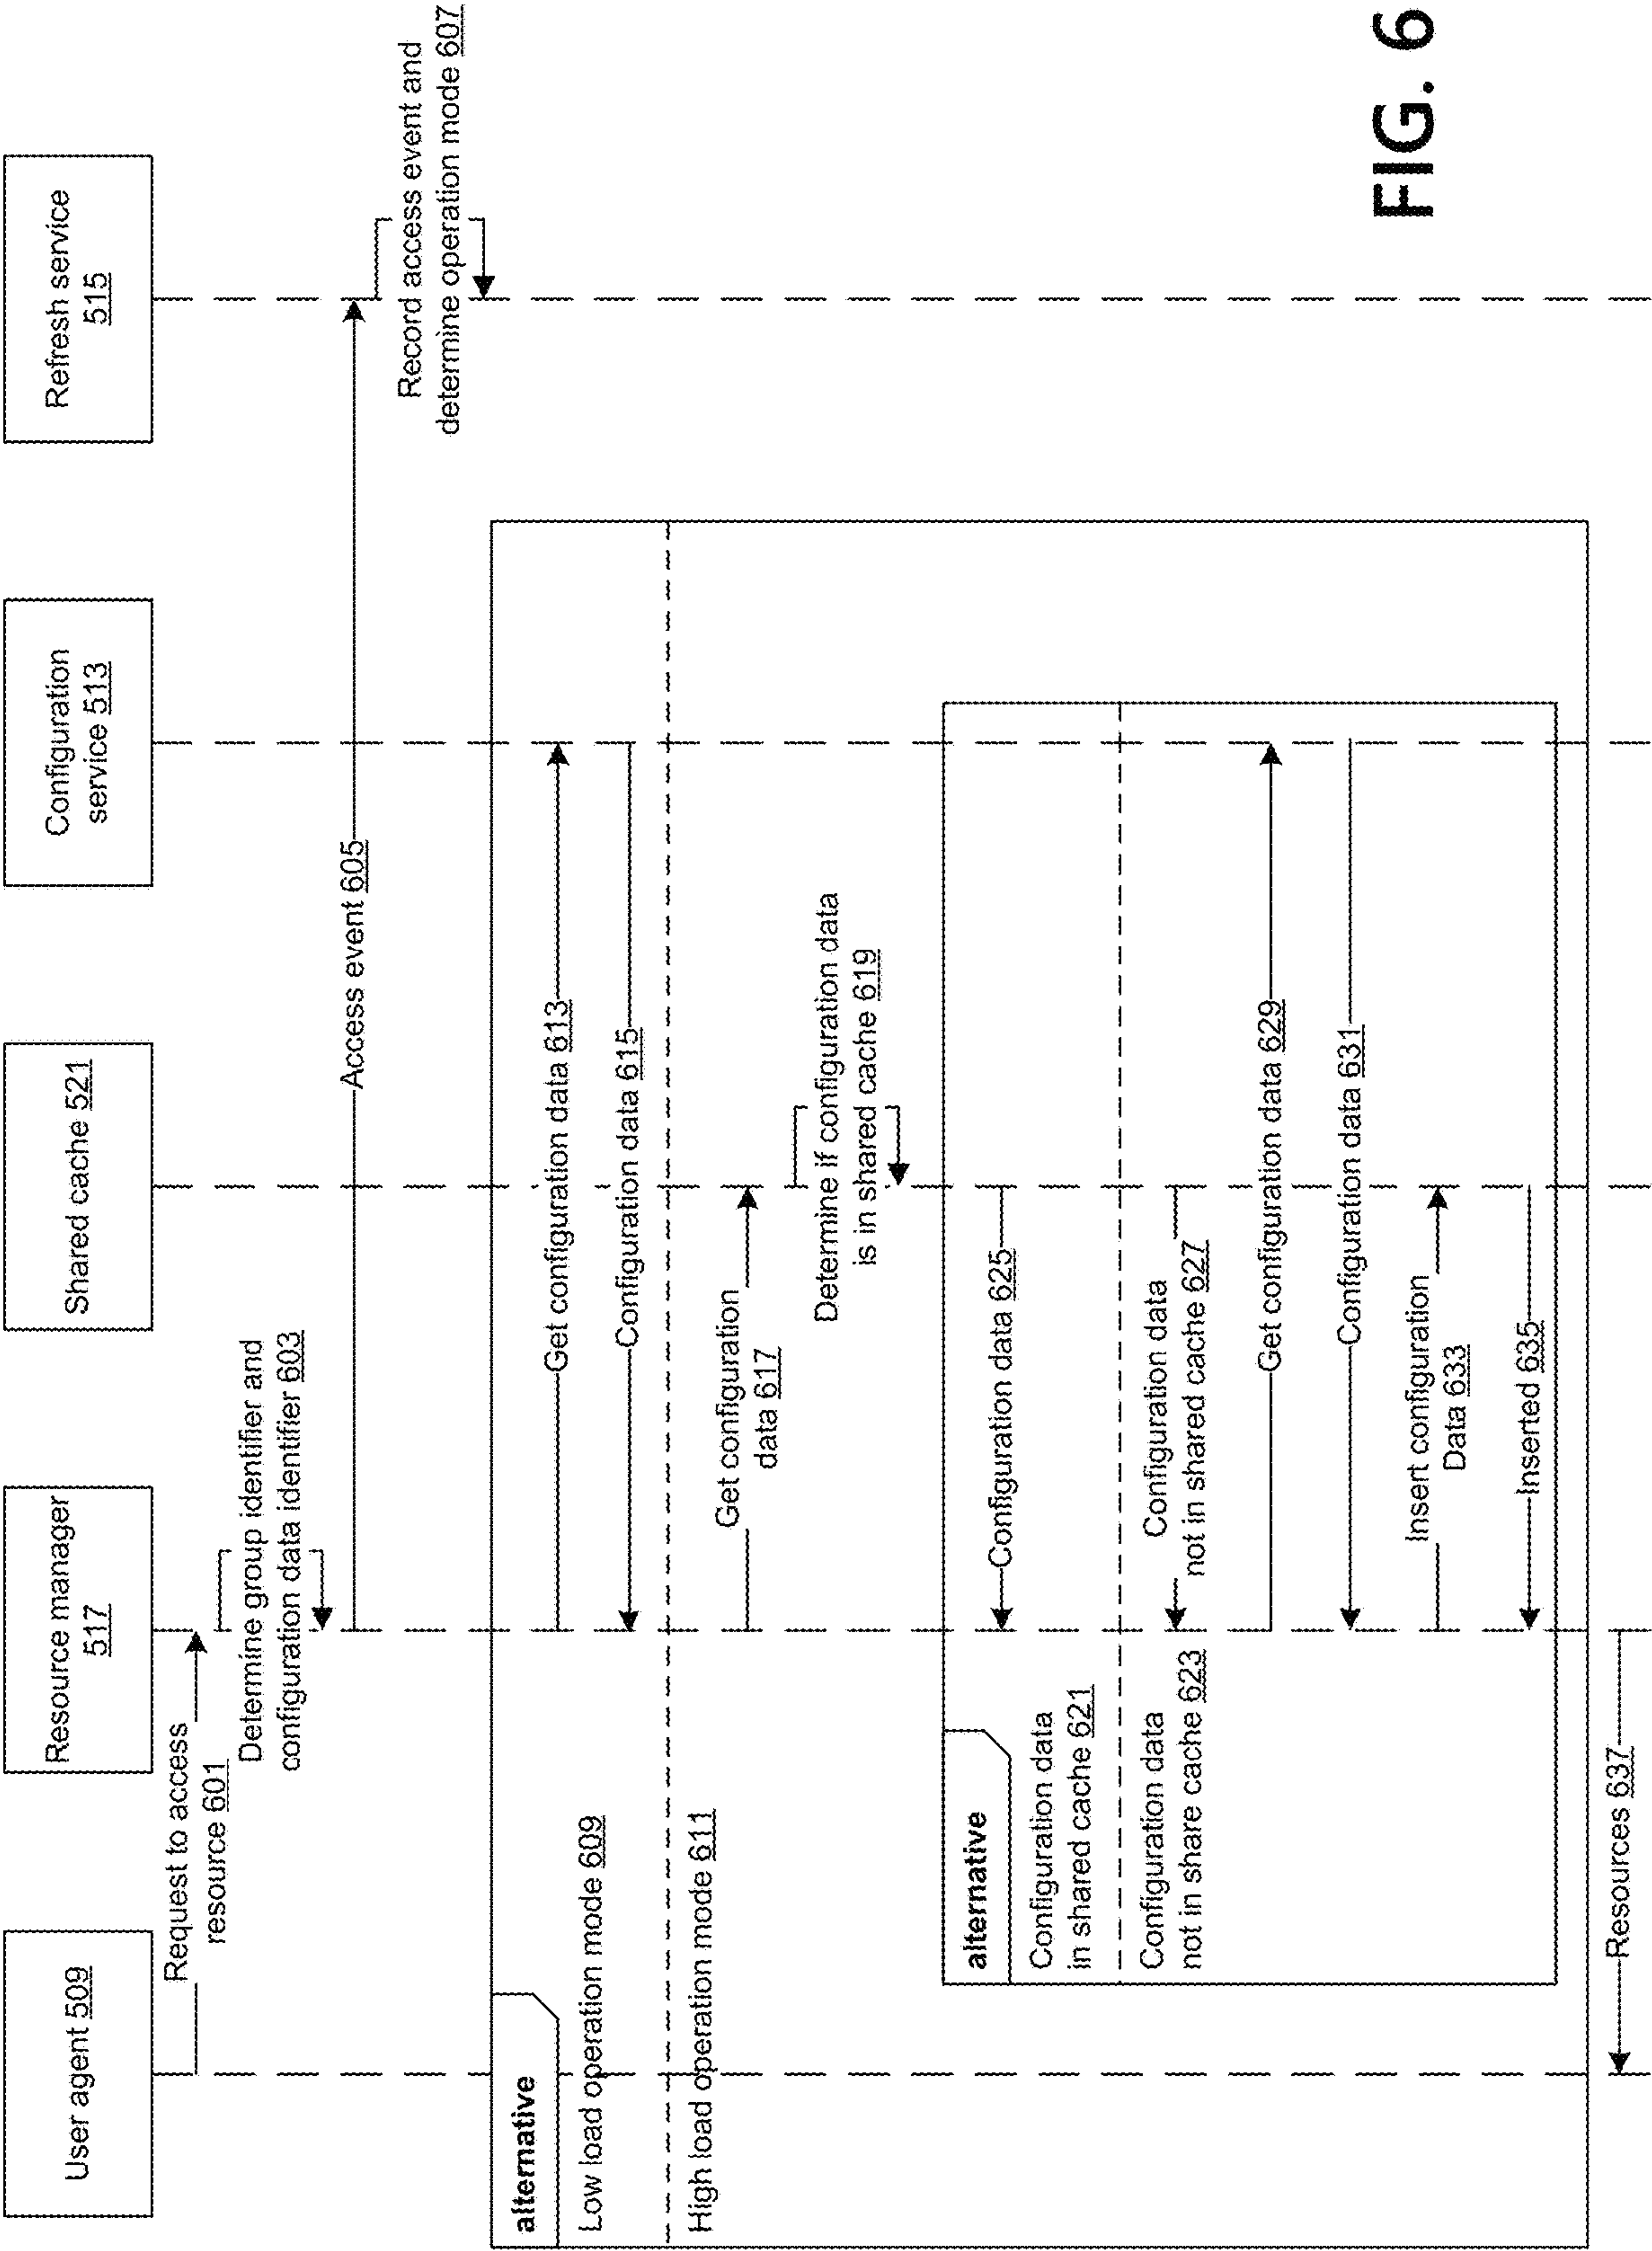 User agent 509
Resource manager
517
Shared cache 521
Configuration
service 513
Refresh service
515
Request to access
resource 601
Determine group identifier and
configuration data identifier 603
Access event 605
Record access event and
determine operation mode 607
alternative
Low load operation mode 609
Get configuration data 613
Configuration data 615
High load operation mode 611
Get configuration
data 617
Determine if configuration data
is in shared cache 619
alternative
Configuration data
in shared cache 621
Configuration data 625
Configuration data
not in share cache 623
Configuration data
not in shared cache 627
Get configuration data 629
Configuration data 631
Insert configuration
Data 633
Inserted 635
Resources 637
FIG. 6